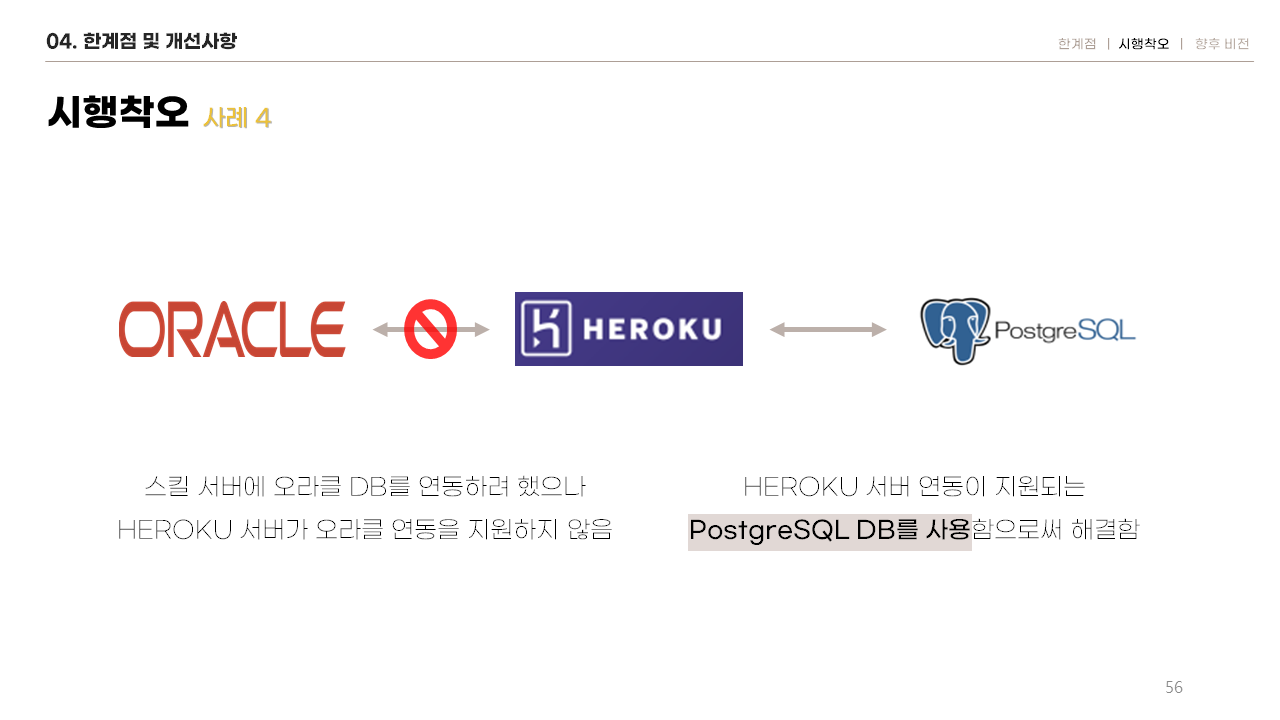 04. 한계점 및 개선사항
한계점 | 시행착오 | 향후 비전
시행착오 사례 4
ORACLE
HEROKU
PostgreSQL
스킬 서버에 오라클 DB를 연동하려 했으나
HEROKU 서버가 오라클 연동을 지원하지 않음
HEROKU 서버 연동이 지원되는
PostgreSQL DB를 사용함으로써 해결함
56